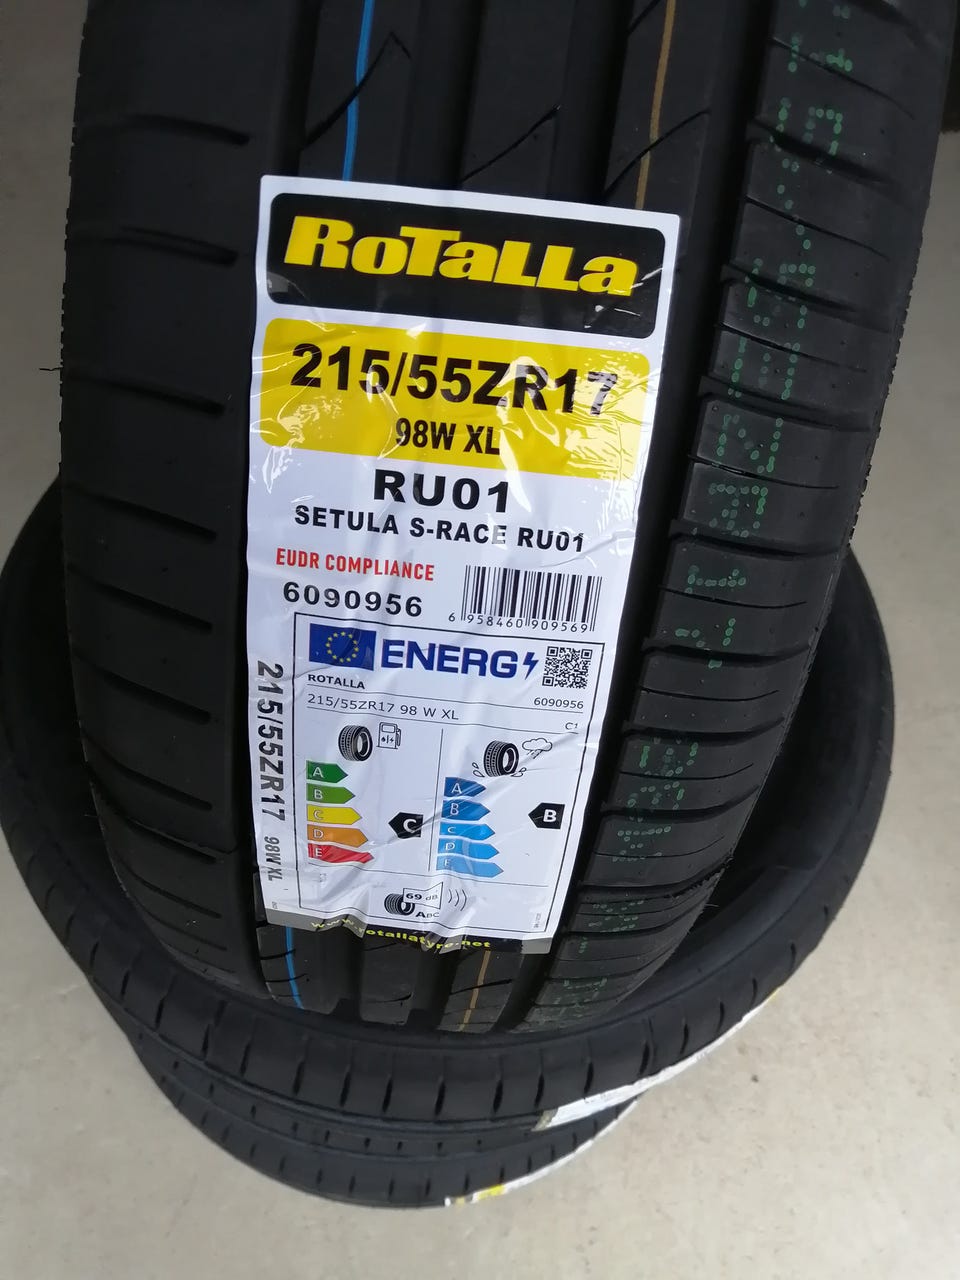 RoTaLLa
215/55ZR17
98W XL
RU01
SETULA S-RACE RU01
EUDR COMPLIANCE
6090956
6 958460 909569
ENERG
ROTALLA
6090956
215/55ZR17 98 W XL
C1
A
B
C
D
E
C
A
B
C
D
E
B
69 dB
ABC
www.rotallatyre.net
215/55ZR17 98W XL